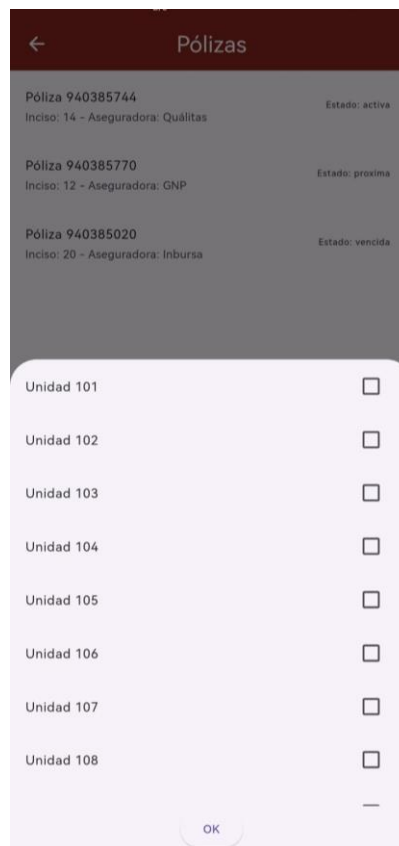 Pólizas
Póliza 940385744
Estado: activa
Inciso: 14 - Aseguradora: Quálitas
Póliza 940385770
Estado: proxima
Inciso: 12 - Aseguradora: GNP
Póliza 940385020
Estado: vencida
Inciso: 20 - Aseguradora: Inbursa
Unidad 101
Unidad 102
Unidad 103
Unidad 104
Unidad 105
Unidad 106
Unidad 107
Unidad 108
OK